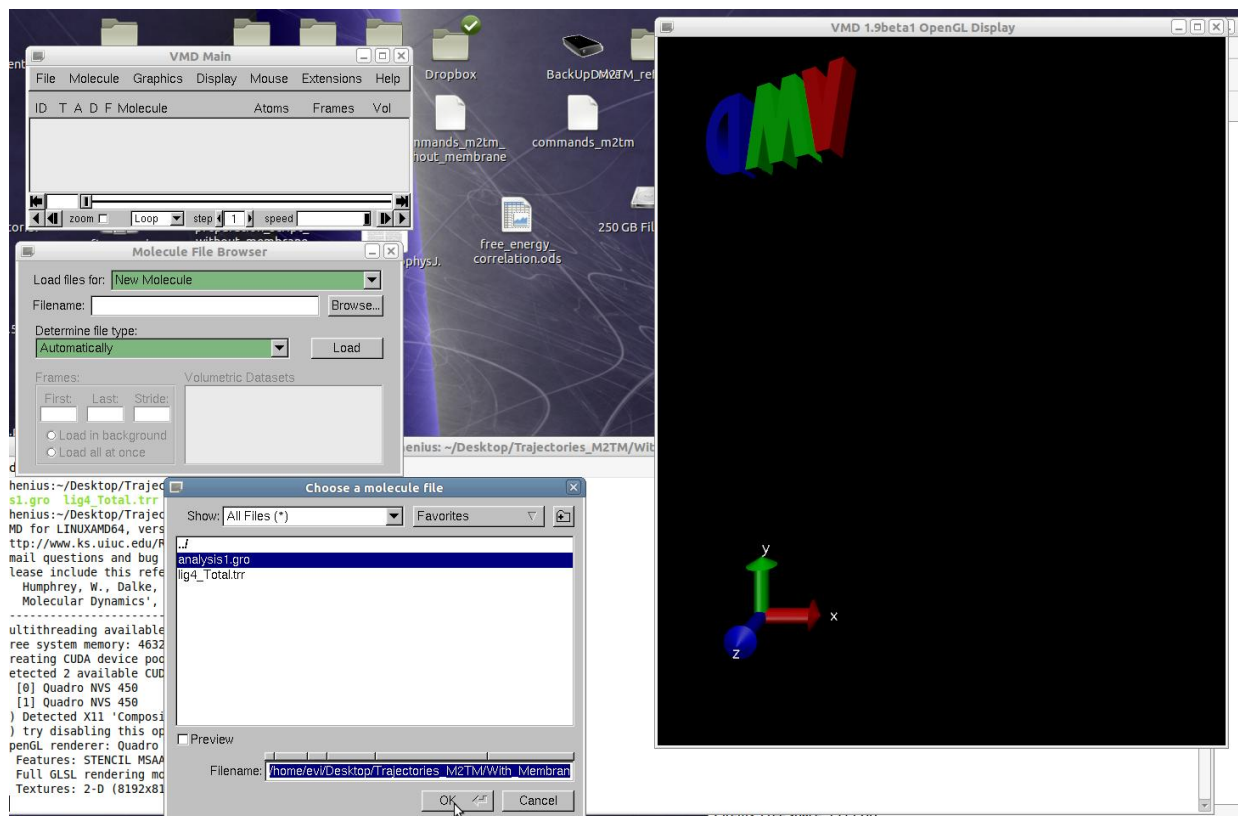 VMD Main
File Molecule Graphics Display Mouse Extensions Help
ID T A D F Molecule Atoms Frames Vol
zoom Loop step 1 speed
Molecule File Browser
Load files for: New Molecule
Filename: Browse...
Determine file type:
Automatically Load
Frames: Volumetric Datasets
First: Last: Stride:
Load in background
Load all at once
Dropbox
commands_m2tm
free_energy_
correlation.ods
250 GB Fil
physJ.
VMD 1.9beta1 OpenGL Display
VMD
y
x
z
enius: ~/Desktop/Trajectories_M2TM/Wit
henius:~/Desktop/Trajec
s1.gro lig4_Total.trr
henius:~/Desktop/Trajec
MD for LINUXAMD64, vers
ttp://www.ks.uiuc.edu/R
mail questions and bug
lease include this refe
Humphrey, W., Dalke,
Molecular Dynamics',
ultithreading available
ree system memory: 4632
reating CUDA device poo
etected 2 available CUD
[0] Quadro NVS 450
[1] Quadro NVS 450
) Detected X11 'Composi
) try disabling this op
penGL renderer: Quadro
Features: STENCIL MSAA
Full GLSL rendering mo
Textures: 2-D (8192x81
Choose a molecule file
Show: All Files (*) Favorites
../
analysis1.gro
lig4_Total.trr
Preview
Filename: /home/evi/Desktop/Trajectories_M2TM/With_Membran
OK Cancel